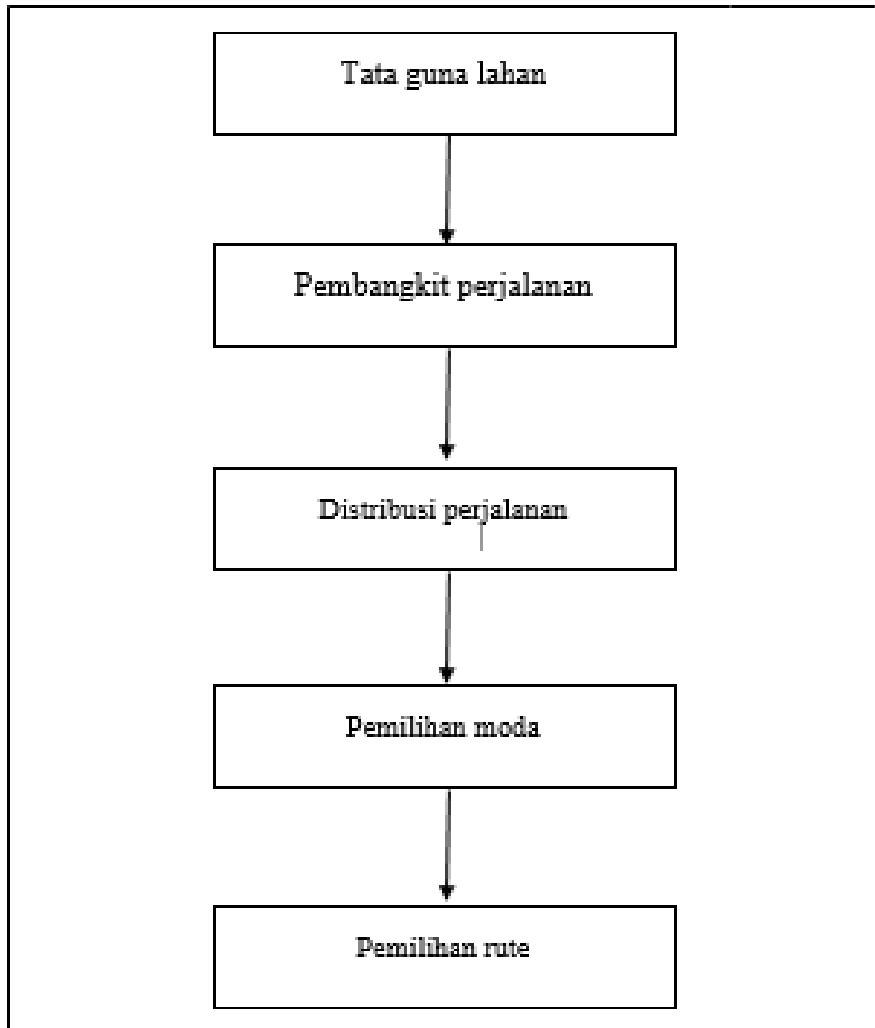 Tata guna lahan
Pembangkit perjalanan
Distribusi perjalanan
Pemilihan moda
Pemilihan rute